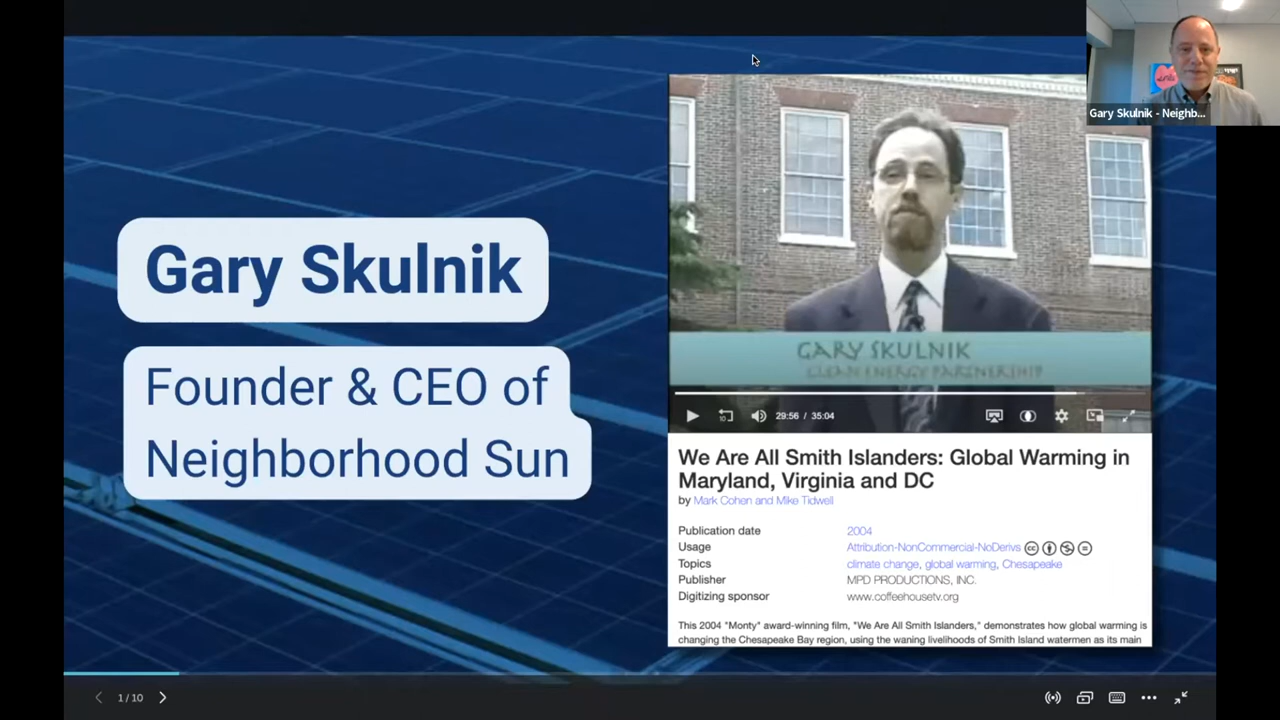 Gary Skulnik - Neighb...
Gary Skulnik
Founder & CEO of
Neighborhood Sun
GARY SKULNIK
CLEAN ENERGY PARTNERSHIP
10
29:56 / 35:04
We Are All Smith Islanders: Global Warming in
Maryland, Virginia and DC
by Mark Cohen and Mike Tidwell
Publication date 2004
Usage Attribution-NonCommercial-NoDerivs
Topics climate change, global warming, Chesapeake
Publisher MPD PRODUCTIONS, INC.
Digitizing sponsor www.coffeehousetv.org
This 2004 "Monty" award-winning film, "We Are All Smith Islanders," demonstrates how global warming is
changing the Chesapeake Bay region, using the waning livelihoods of Smith Island watermen as its main
1/10